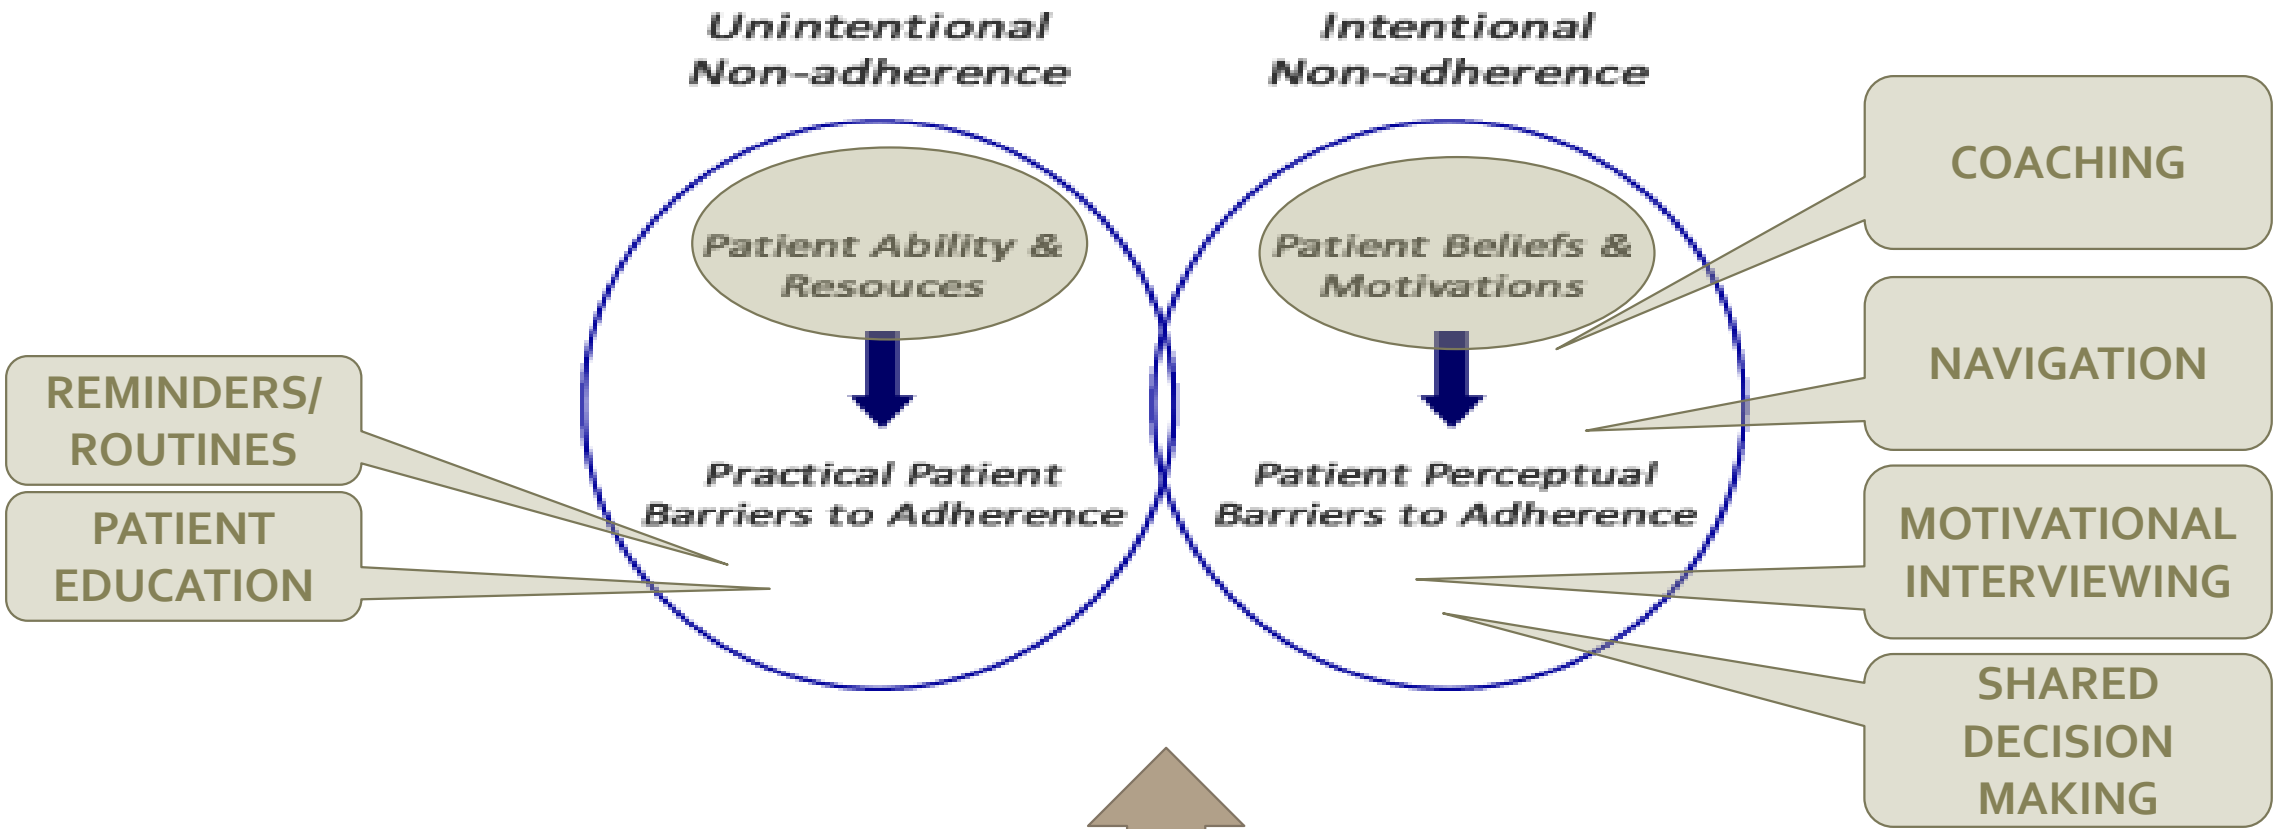 Unintentional
Non-adherence
Intentional
Non-adherence
Patient Ability &
Resouces
Patient Beliefs &
Motivations
Practical Patient
Barriers to Adherence
Patient Perceptual
Barriers to Adherence
REMINDERS/
ROUTINES
PATIENT
EDUCATION
COACHING
NAVIGATION
MOTIVATIONAL
INTERVIEWING
SHARED
DECISION
MAKING